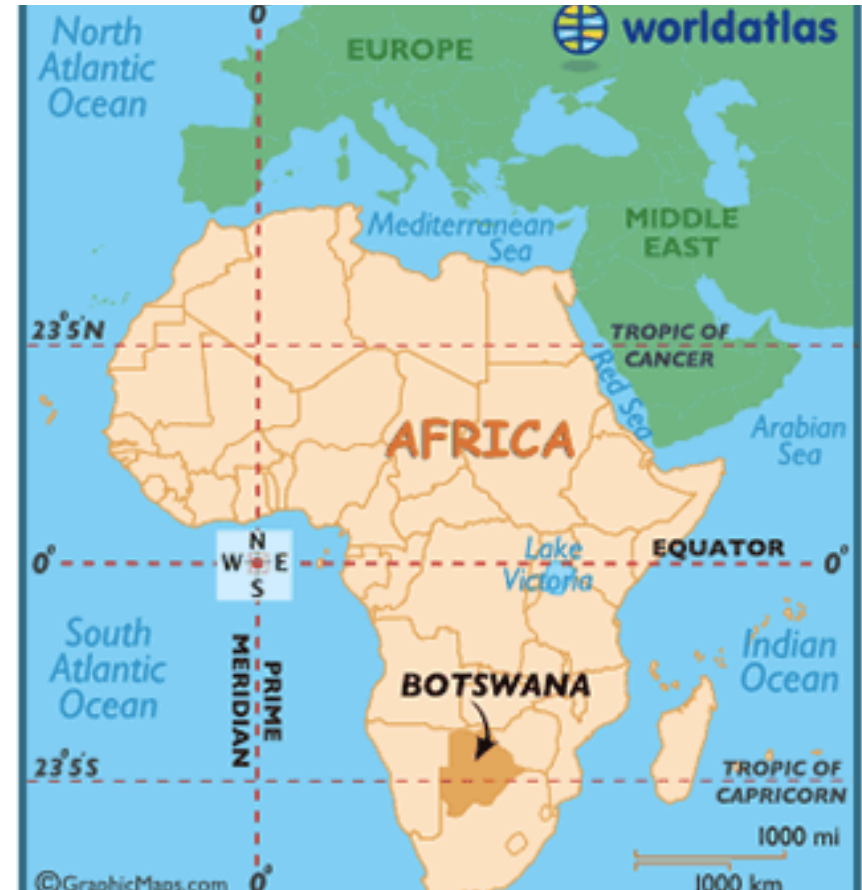 0°
worldatlas
North
Atlantic
Ocean
EUROPE
MIDDLE
EAST
Mediterranean
Sea
23°5'N
TROPIC OF
CANCER
Red Sea
AFRICA
Arabian
Sea
N
W E
S
0°
EQUATOR
0°
Lake
Victoria
South
Atlantic
Ocean
PRIME
MERIDIAN
Indian
Ocean
BOTSWANA
23°5'S
TROPIC OF
CAPRICORN
1000 mi
1000 km
©GraphicMaps.com
0°